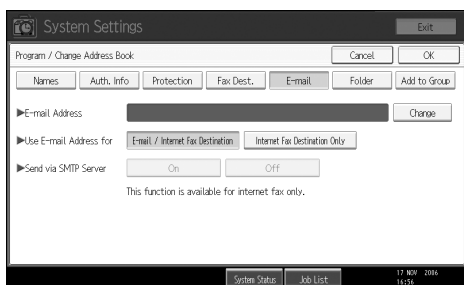 System Settings Exit
Program / Change Address Book Cancel OK
Names Auth. Info Protection Fax Dest. E-mail Folder Add to Group
▶E-mail Address Change
▶Use E-mail Address for E-mail / Internet Fax Destination Internet Fax Destination Only
▶Send via SMTP Server On Off
This function is available for internet fax only.
System Status Job List 17 NOV 2006
16:56